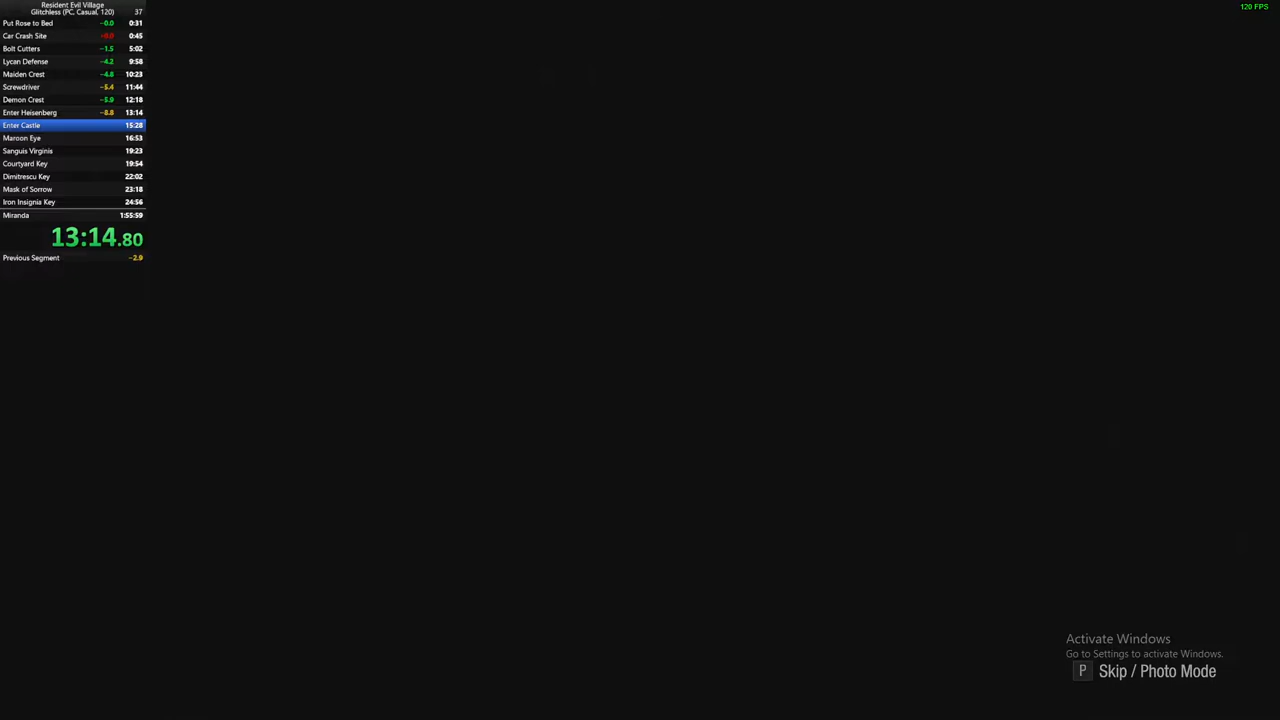 Resident Evil Village
Glitchless (PC, Casual, 120) 37
Put Rose to Bed -0.0 0:31
Car Crash Site +0.0 0:45
Bolt Cutters -1.5 5:02
Lycan Defense -4.2 9:58
Maiden Crest -4.8 10:23
Screwdriver -5.4 11:44
Demon Crest -5.9 12:18
Enter Heisenberg -8.8 13:14
Enter Castle 15:28
Maroon Eye 16:53
Sanguis Virginis 19:23
Courtyard Key 19:54
Dimitrescu Key 22:02
Mask of Sorrow 23:18
Iron Insignia Key 24:56
Miranda 1:55:59
13:14.80
Previous Segment -2.9
120 FPS
Activate Windows
Go to Settings to activate Windows.
P Skip / Photo Mode